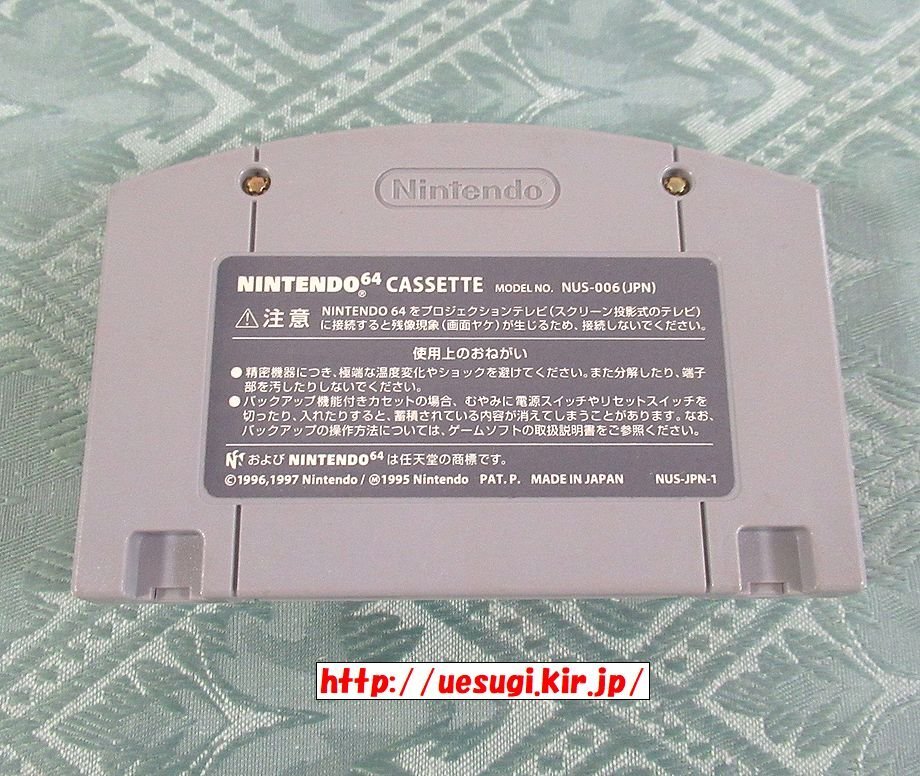 Nintendo
NINTENDO64® CASSETTE MODEL NO. NUS-006(JPN)
⚠注意 NINTENDO 64 をプロジェクションテレビ(スクリーン投影式のテレビ)
に接続すると残像現象(画面ヤケ)が生じるため、接続しないでください。
使用上のおねがい
●精密機器につき、極端な温度変化やショックを避けてください。また分解したり、端子
部を汚したりしないでください。
●バックアップ機能付きカセットの場合、むやみに電源スイッチやリセットスイッチを
切ったり、入れたりすると、蓄積されている内容が消えてしまうことがあります。なお、
バックアップの操作方法については、ゲームソフトの取扱説明書をご参照ください。
および NINTENDO64 は任天堂の商標です。
©1996,1997 Nintendo / Ⓜ1995 Nintendo PAT. P. MADE IN JAPAN NUS-JPN-1
http://uesugi.kir.jp/